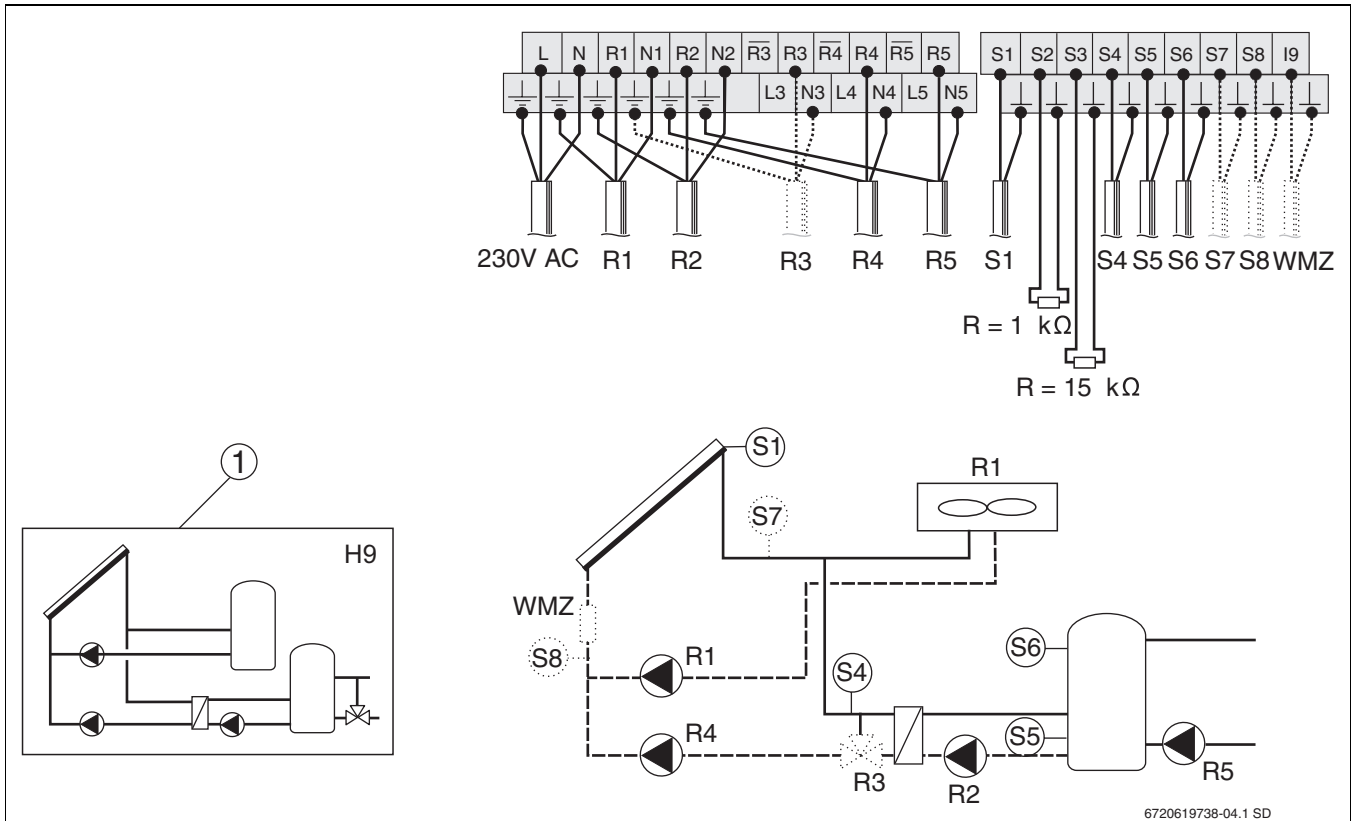 L N R1 N1 R2 N2 R̅3̅ R3 R̅4̅ R4 R̅5̅ R5
L3 N3 L4 N4 L5 N5
S1 S2 S3 S4 S5 S6 S7 S8 I9
230V AC R1 R2 R3 R4 R5 S1 S4 S5 S6 S7 S8 WMZ
R = 1 kΩ
R = 15 kΩ
1
H9
S1
R1
S7
WMZ
S8
R1
S4
S6
R4
S5
R3
R2
R5
6720619738-04.1 SD